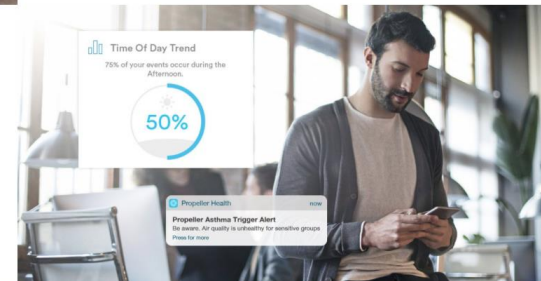 Time Of Day Trend
75% of your events occur during the
Afternoon.
50%
Propeller Health
now
Propeller Asthma Trigger Alert
Be aware. Air quality is unhealthy for sensitive groups
Press for more